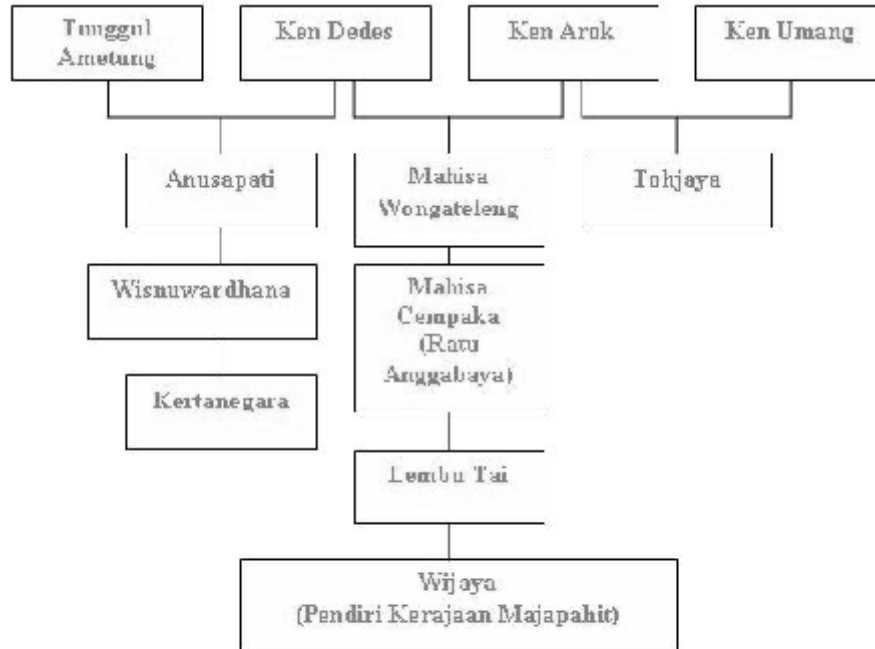 Tunggul
Ametung
Ken Dedes
Ken Arok
Ken Umang
Anusapati
Mahisa
Wongateleng
Tohjaya
Wisnuwardhana
Mahisa
Cempaka
(Ratu
Anggabaya)
Kertanegara
Lembu Tal
Wijaya
(Pendiri Kerajaan Majapahit)